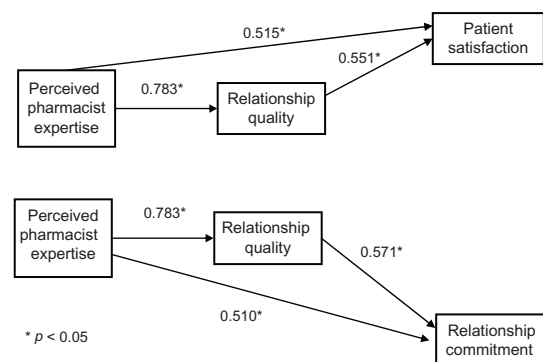 Patient
satisfaction
0.515*
0.551*
Perceived
pharmacist
expertise
0.783*
Relationship
quality
Perceived
pharmacist
expertise
0.783*
Relationship
quality
0.571*
0.510*
* p < 0.05
Relationship
commitment